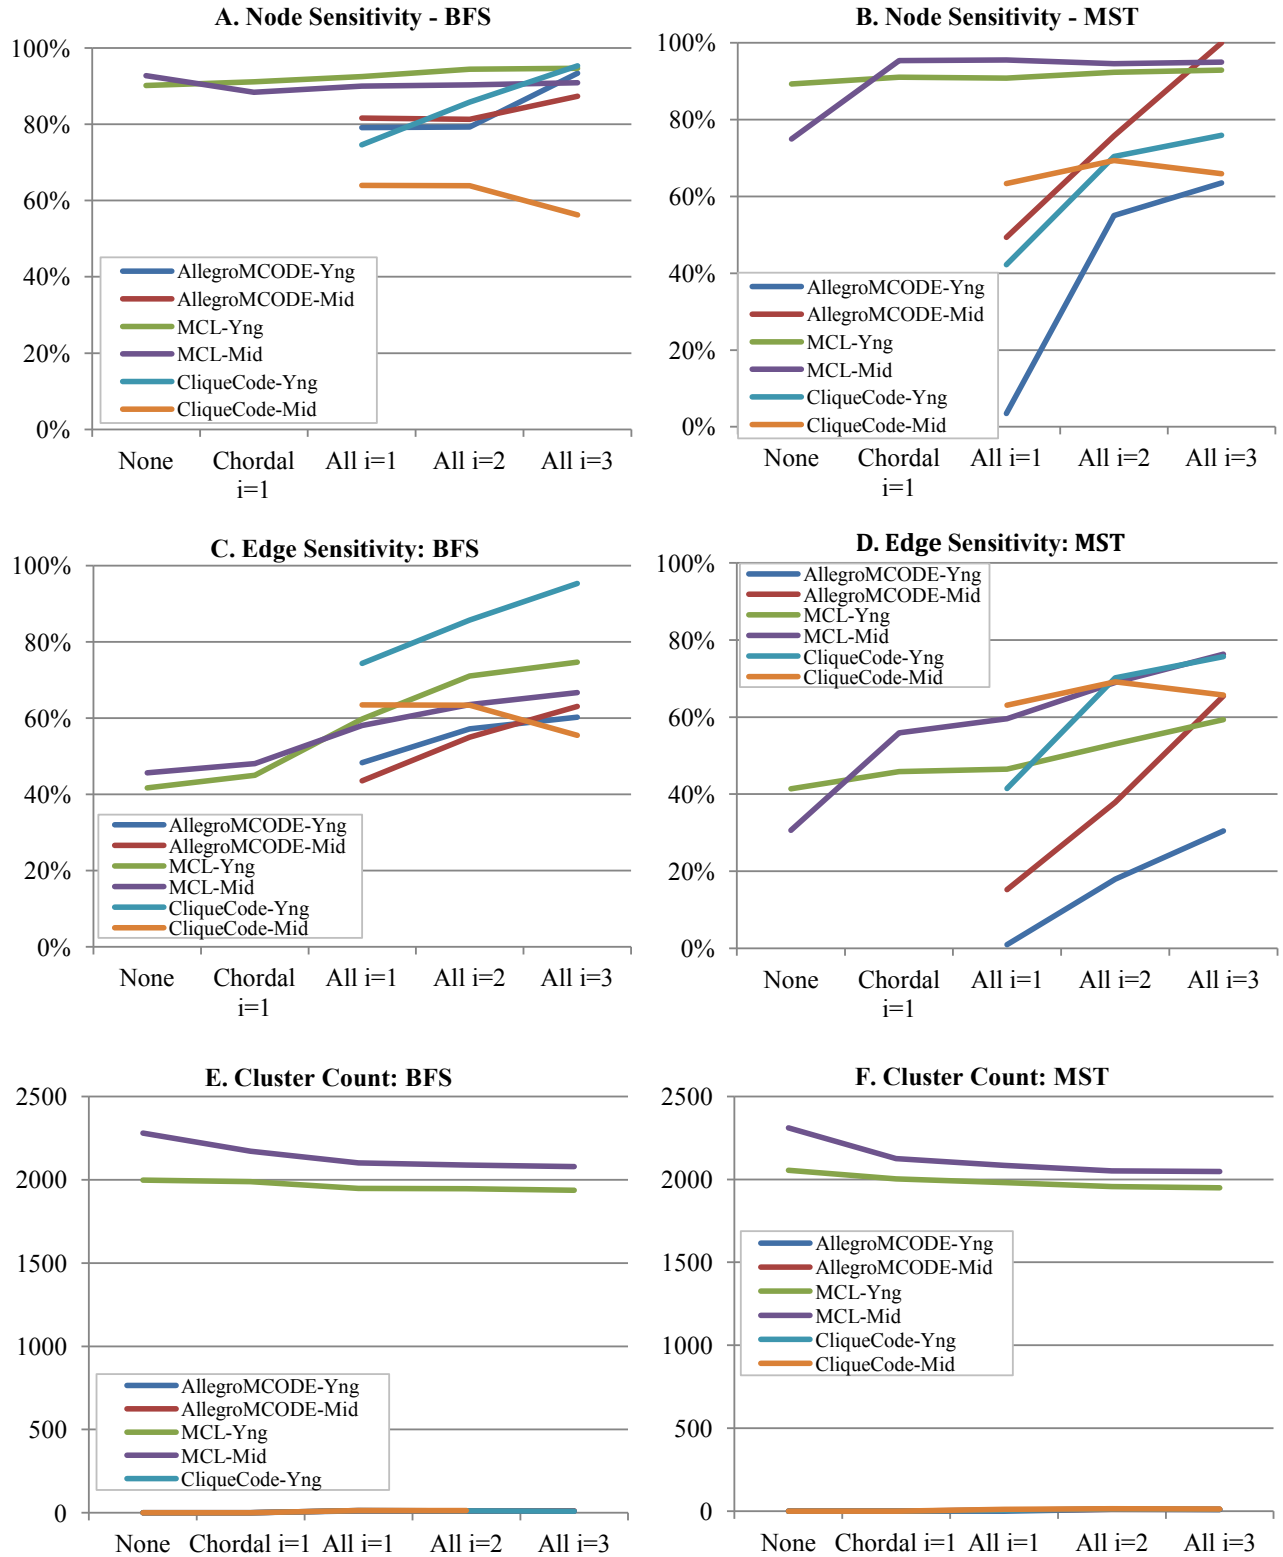 A. Node Sensitivity - BFS
100%
80%
60%
40%
20%
0%
AllegroMCODE-Yng
AllegroMCODE-Mid
MCL-Yng
MCL-Mid
CliqueCode-Yng
CliqueCode-Mid
None
Chordal
i=1
All i=1
All i=2
All i=3
B. Node Sensitivity - MST
100%
80%
60%
40%
20%
0%
AllegroMCODE-Yng
AllegroMCODE-Mid
MCL-Yng
MCL-Mid
CliqueCode-Yng
CliqueCode-Mid
None
Chordal
i=1
All i=1
All i=2
All i=3
C. Edge Sensitivity: BFS
100%
80%
60%
40%
20%
0%
AllegroMCODE-Yng
AllegroMCODE-Mid
MCL-Yng
MCL-Mid
CliqueCode-Yng
CliqueCode-Mid
None
Chordal
i=1
All i=1
All i=2
All i=3
D. Edge Sensitivity: MST
100%
80%
60%
40%
20%
0%
AllegroMCODE-Yng
AllegroMCODE-Mid
MCL-Yng
MCL-Mid
CliqueCode-Yng
CliqueCode-Mid
None
Chordal
i=1
All i=1
All i=2
All i=3
E. Cluster Count: BFS
2500
2000
1500
1000
500
0
AllegroMCODE-Yng
AllegroMCODE-Mid
MCL-Yng
MCL-Mid
CliqueCode-Yng
None
Chordal i=1
All i=1
All i=2
All i=3
F. Cluster Count: MST
2500
2000
1500
1000
500
0
AllegroMCODE-Yng
AllegroMCODE-Mid
MCL-Yng
MCL-Mid
CliqueCode-Yng
CliqueCode-Mid
None
Chordal i=1
All i=1
All i=2
All i=3